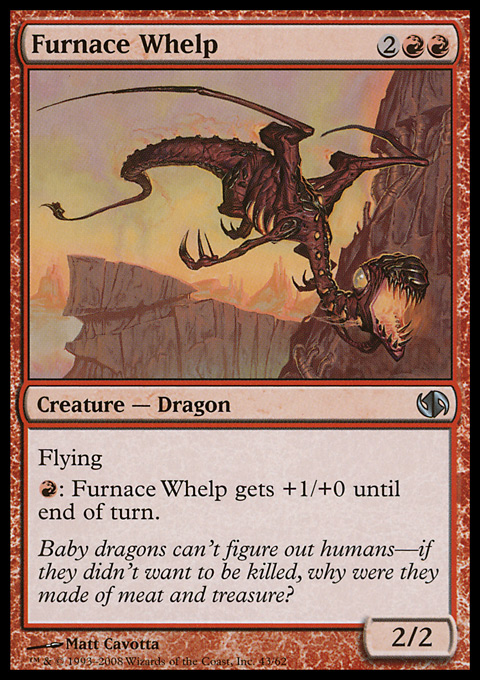 Furnace Whelp 2
Creature — Dragon
Flying
: Furnace Whelp gets +1/+0 until
end of turn.
Baby dragons can't figure out humans—if
they didn't want to be killed, why were they
made of meat and treasure?
2/2
Matt Cavotta
™ & © 1993–2008 Wizards of the Coast, Inc. 43/62